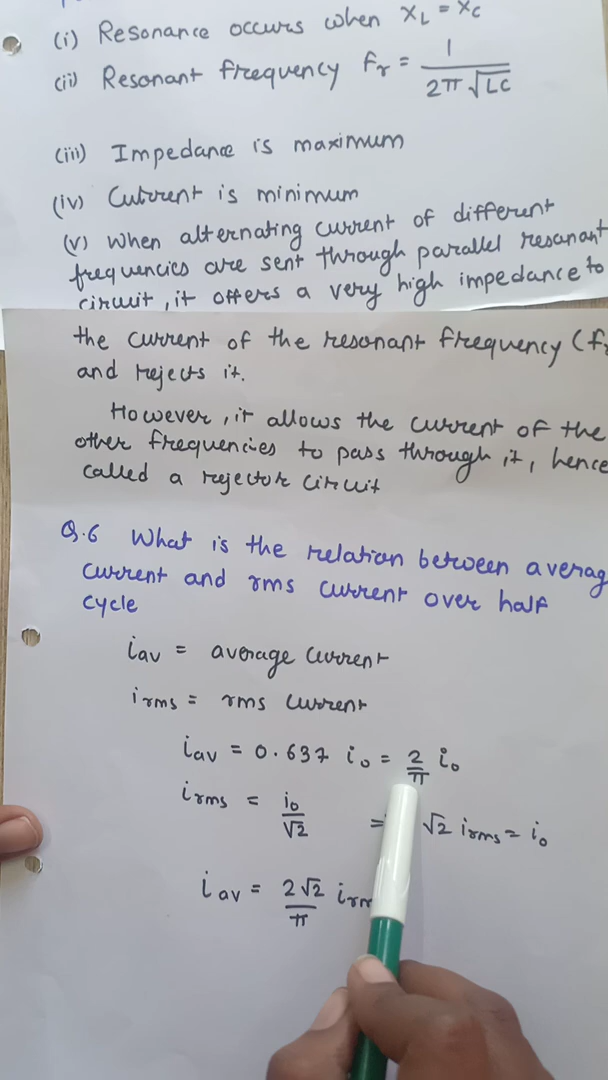 (i) Resonance occurs when XL = XC
(ii) Resonant frequency fr = 1 / 2π√LC
(iii) Impedance is maximum
(iv) Current is minimum
(v) When alternating current of different
frequencies are sent through parallel resonant
circuit, it offers a very high impedance to
the current of the resonant frequency (fr
and rejects it.
However, it allows the current of the
other frequencies to pass through it, hence
called a rejector circuit
Q.6 What is the relation between averag
current and rms current over half
cycle
iav = average current
irms = rms current
iav = 0.637 i0 = 2/π i0
irms = i0/√2 = √2 irms = i0
iav = 2√2/π irm